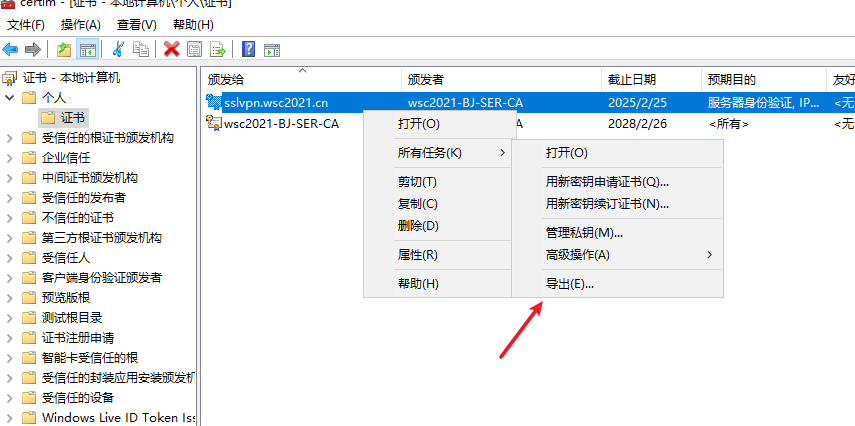 certlm - [证书 - 本地计算机\个人\证书]
文件(F) 操作(A) 查看(V) 帮助(H)
证书 - 本地计算机
个人
证书
受信任的根证书颁发机构
企业信任
中间证书颁发机构
受信任的发布者
不信任的证书
第三方根证书颁发机构
受信任人
客户端身份验证颁发者
预览版根
测试根目录
证书注册申请
智能卡受信任的根
受信任的封装应用安装颁发机
受信任的设备
Windows Live ID Token Iss
颁发给 颁发者 截止日期 预期目的 友好
sslvpn.wsc2021.cn wsc2021-BJ-SER-CA 2025/2/25 服务器身份验证, IP... <无
wsc2021-BJ-SER-CA CA 2028/2/26 <所有> <无
打开(O)
所有任务(K)
剪切(T)
复制(C)
删除(D)
属性(R)
帮助(H)
打开(O)
用新密钥申请证书(Q)...
用新密钥续订证书(N)...
管理私钥(M)...
高级操作(A)
导出(E)...